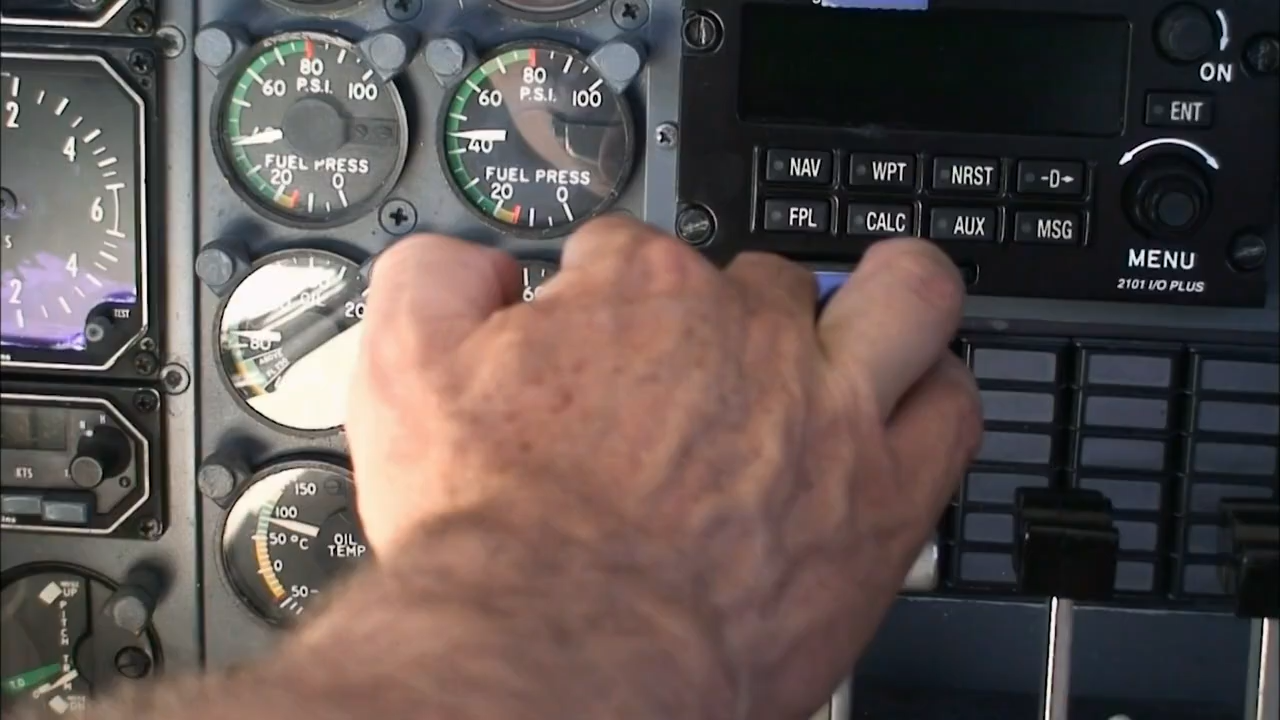 80
P.S.I.
60
100
40
FUEL PRESS
20
0
80
P.S.I.
60
100
40
FUEL PRESS
20
0
ON
ENT
NAV
WPT
NRST
-D-
FPL
CALC
AUX
MSG
MENU
2101 I/O PLUS
2
4
6
4
2
TEST
80
20
150
100
50 °C
0
50-
OIL
TEMP
KTS
UP
PITCH
T.O